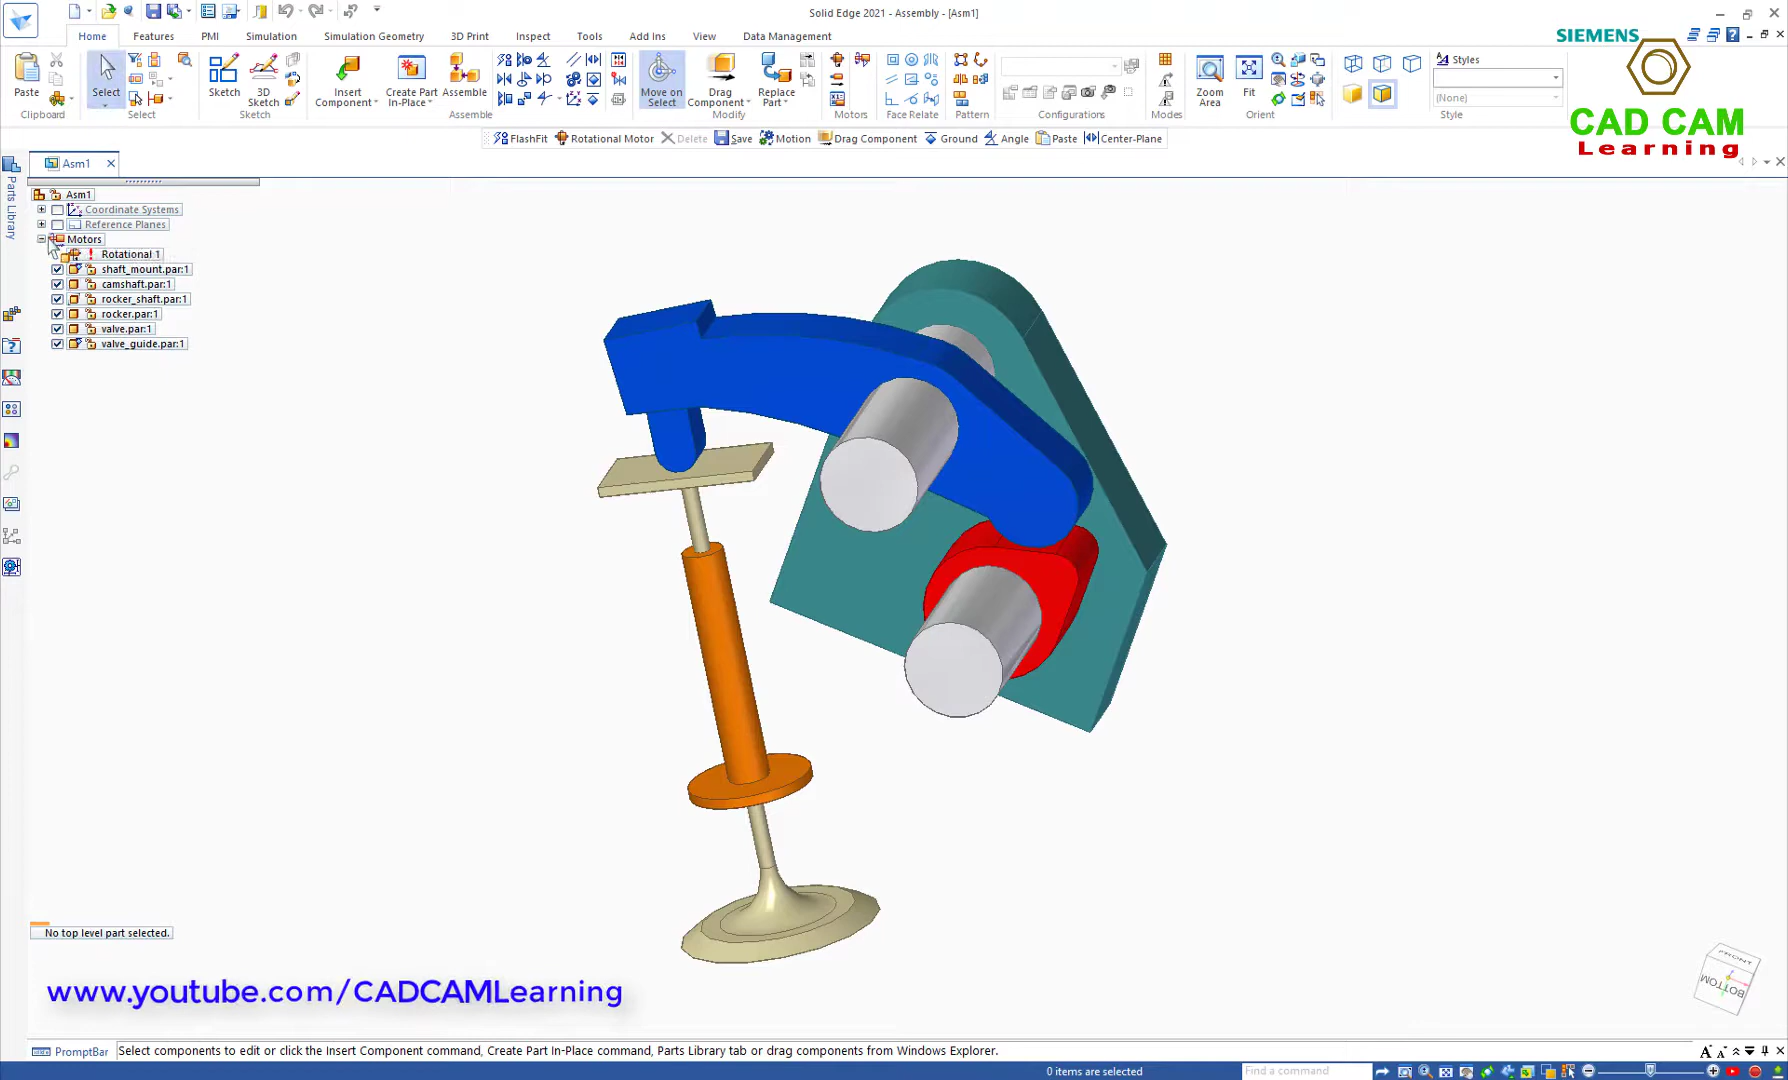 Solid Edge 2021 - Assembly - [Asm1]
Home
Features
PMI
Simulation
Simulation Geometry
3D Print
Inspect
Tools
Add Ins
View
Data Management
SIEMENS
CAD CAM
Learning
Paste
Clipboard
Select
Select
Sketch
3D
Sketch
Sketch
Insert
Component
Create Part
In-Place
Assemble
Assemble
Move on
Select
Drag
Component
Replace
Part
Modify
Motors
Face Relate
Pattern
Configurations
Modes
Zoom
Area
Fit
Orient
Styles
(None)
Style
FlashFit
Rotational Motor
Delete
Save
Motion
Drag Component
Ground
Angle
Paste
Center-Plane
Asm1
Parts Library
Asm1
Coordinate Systems
Reference Planes
Motors
Rotational 1
shaft_mount.par:1
camshaft.par:1
rocker_shaft.par:1
rocker.par:1
valve.par:1
valve_guide.par:1
No top level part selected.
FRONT
BOTTOM
www.youtube.com/CADCAMLearning
PromptBar
Select components to edit or click the Insert Component command, Create Part In-Place command, Parts Library tab or drag components from Windows Explorer.
0 items are selected
Find a command